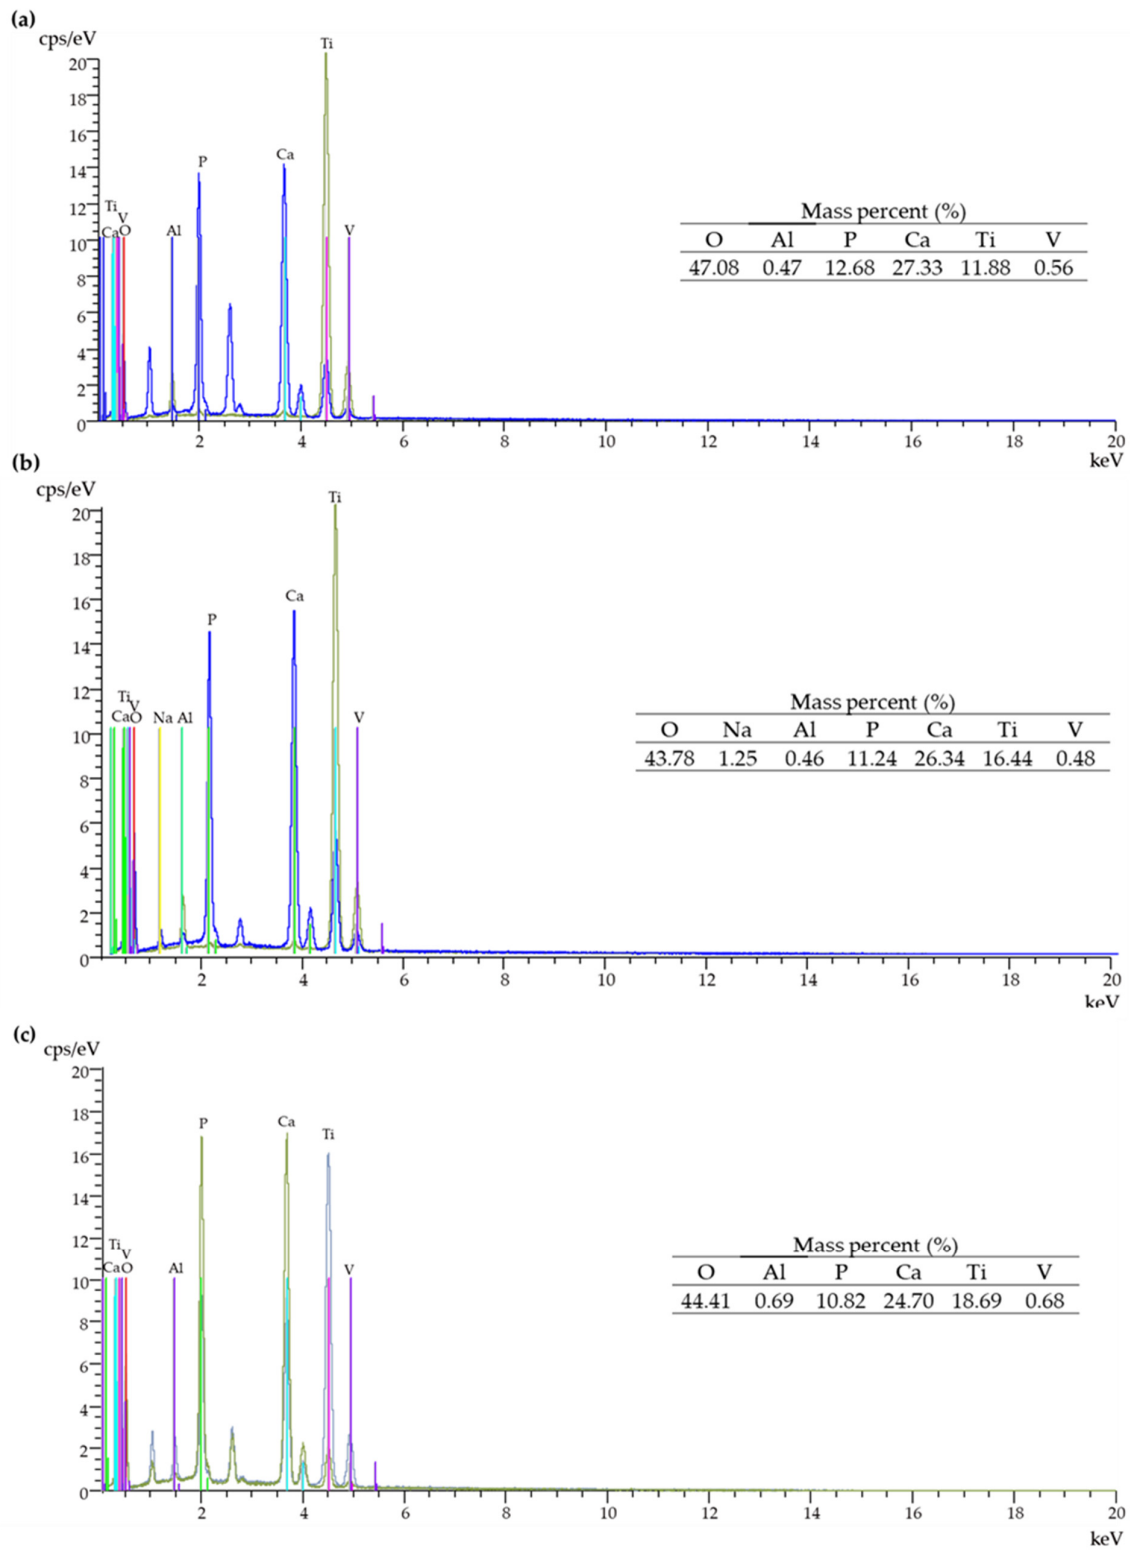 (a)
cps/eV
Ti
20
18
16
P
Ca
14
Ti
12
V
CaO
Al
V
10
8
6
4
2
0
2 4 6 8 10 12 14 16 18 20
keV
Mass percent (%)
O Al P Ca Ti V
47.08 0.47 12.68 27.33 11.88 0.56
(b)
cps/eV
Ti
20
18
16
Ca
P
14
12
Ti
V
CaO Na Al
V
10
8
6
4
2
0
2 4 6 8 10 12 14 16 18 20
keV
Mass percent (%)
O Na Al P Ca Ti V
43.78 1.25 0.46 11.24 26.34 16.44 0.48
(c)
cps/eV
20
18
P
Ca
Ti
16
14
12
Ti
V
CaO
Al
V
10
8
6
4
2
0
2 4 6 8 10 12 14 16 18 20
keV
Mass percent (%)
O Al P Ca Ti V
44.41 0.69 10.82 24.70 18.69 0.68